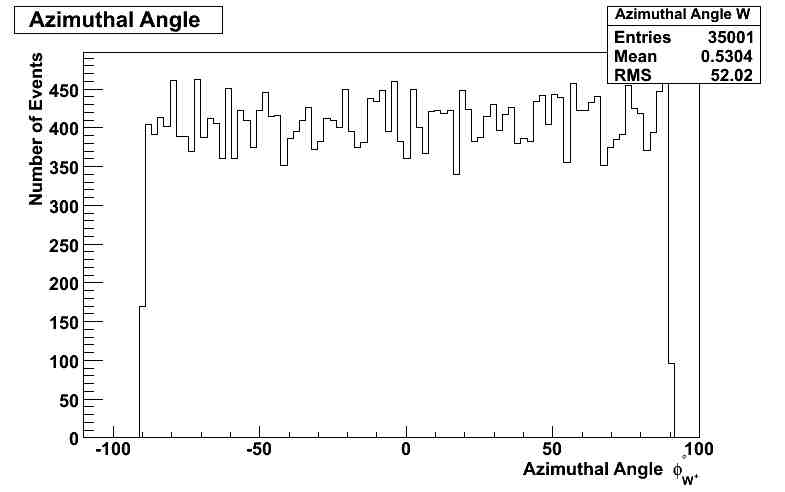 Azimuthal Angle
Azimuthal Angle W
Entries 35001
Mean 0.5304
RMS 52.02
Number of Events
450
400
350
300
250
200
150
100
50
0
-100 -50 0 50 100
Azimuthal Angle ϕ°W+